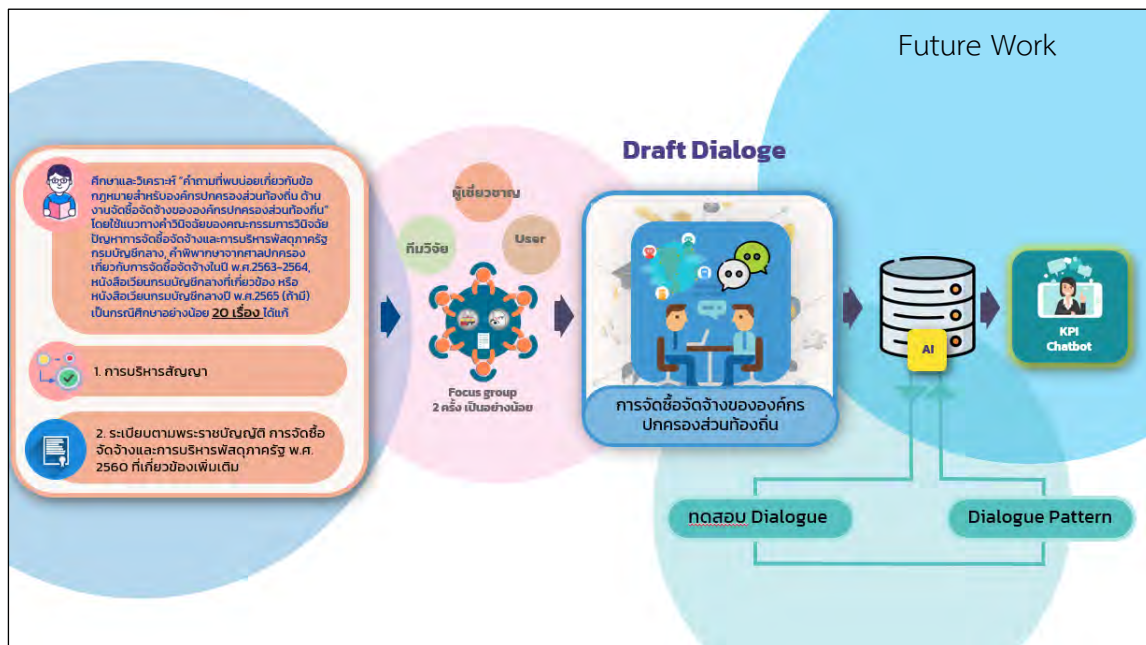 Future Work
ศึกษาและวิเคราะห์ “คำถามที่พบบ่อยเกี่ยวกับข้อ
กฎหมายสำหรับองค์กรปกครองส่วนท้องถิ่น ด้าน
งานจัดซื้อจัดจ้างขององค์กรปกครองส่วนท้องถิ่น”
โดยใช้แนวทางคำวินิจฉัยของคณะกรรมการวินิจฉัย
ปัญหาการจัดซื้อจัดจ้างและการบริหารพัสดุภาครัฐ
กรมบัญชีกลาง, คำพิพากษาจากศาลปกครอง
เกี่ยวกับการจัดซื้อจัดจ้างในปี พ.ศ.2563-2564,
หนังสือเวียนกรมบัญชีกลางที่เกี่ยวข้อง หรือ
หนังสือเวียนกรมบัญชีกลางปี พ.ศ.2565 (ถ้ามี)
เป็นกรณีศึกษาอย่างน้อย 20 เรื่อง ได้แก่
1. การบริหารสัญญา
2. ระเบียบตามพระราชบัญญัติ การจัดซื้อ
จัดจ้างและการบริหารพัสดุภาครัฐ พ.ศ.
2560 ที่เกี่ยวข้องเพิ่มเติม
ผู้เชี่ยวชาญ
ทีมวิจัย
User
Focus group
2 ครั้ง เป็นอย่างน้อย
Draft Dialoge
การจัดซื้อจัดจ้างขององค์กร
ปกครองส่วนท้องถิ่น
AI
KPI
Chatbot
ทดสอบ Dialogue
Dialogue Pattern